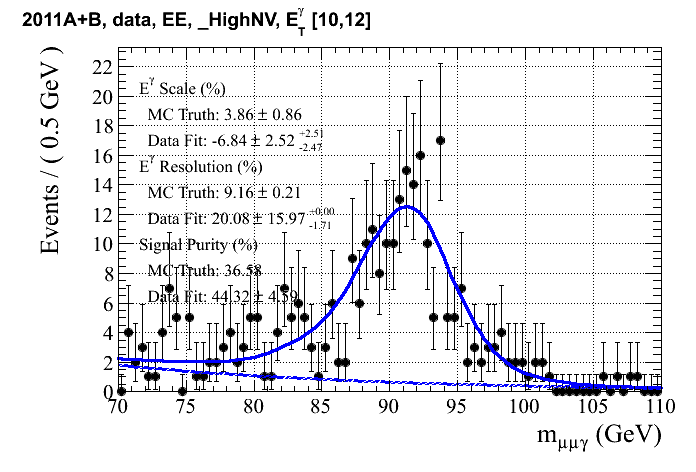 2011A+B, data, EE, _HighNV, E_T^γ [10,12]
Events / ( 0.5 GeV )
22
20
18
16
14
12
10
8
6
4
2
0
E^γ Scale (%)
MC Truth: 3.86 ± 0.86
Data Fit: -6.84 ± 2.52 +2.51 -2.47
E^γ Resolution (%)
MC Truth: 9.16 ± 0.21
Data Fit: 20.08 ± 15.97 +0.00 -1.71
Signal Purity (%)
MC Truth: 36.58
Data Fit: 44.32 ± 4.59
70 75 80 85 90 95 100 105 110
m_μμγ (GeV)